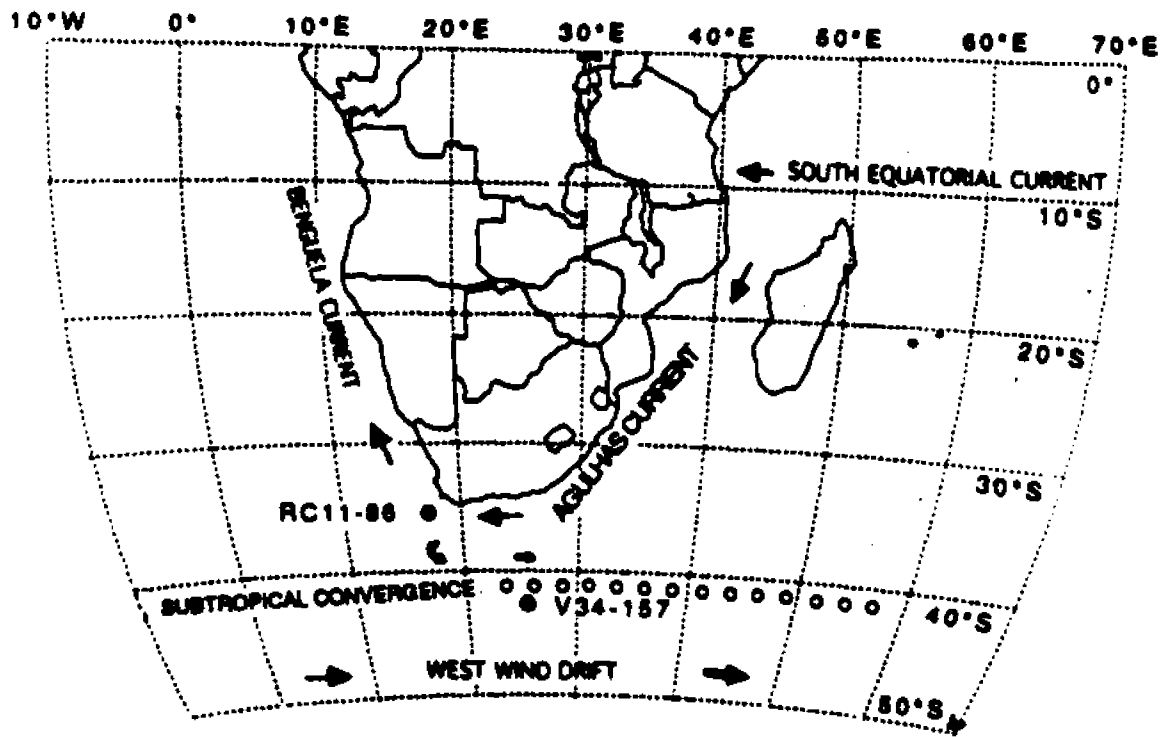 10°W 0° 10°E 20°E 30°E 40°E 50°E 60°E 70°E
0°
SOUTH EQUATORIAL CURRENT
10°S
BENGUELA CURRENT
20°S
AGULHAS CURRENT
30°S
RC11-86
SUBTROPICAL CONVERGENCE
V34-157
40°S
WEST WIND DRIFT
50°S